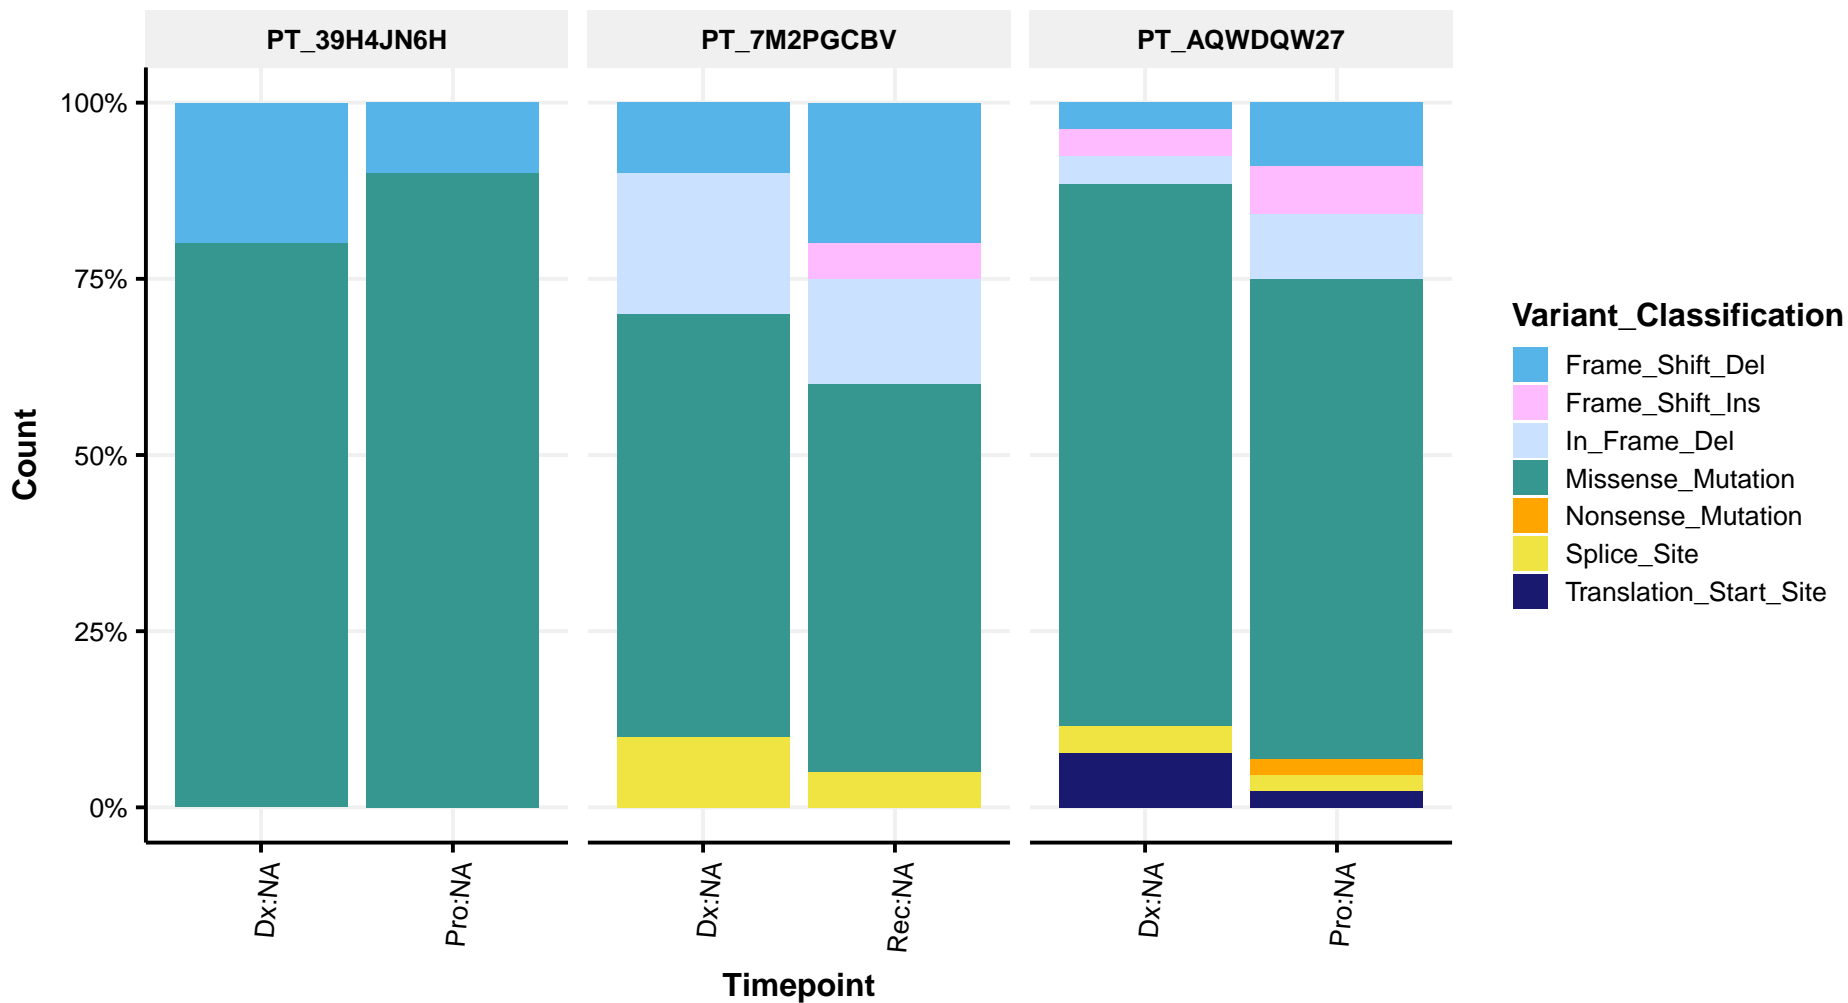 PT_39H4JN6H
PT_7M2PGCBV
PT_AQWDQW27
100%
75%
50%
25%
0%
Count
Dx:NA
Pro:NA
Dx:NA
Rec:NA
Dx:NA
Pro:NA
Timepoint
Variant_Classification
Frame_Shift_Del
Frame_Shift_Ins
In_Frame_Del
Missense_Mutation
Nonsense_Mutation
Splice_Site
Translation_Start_Site